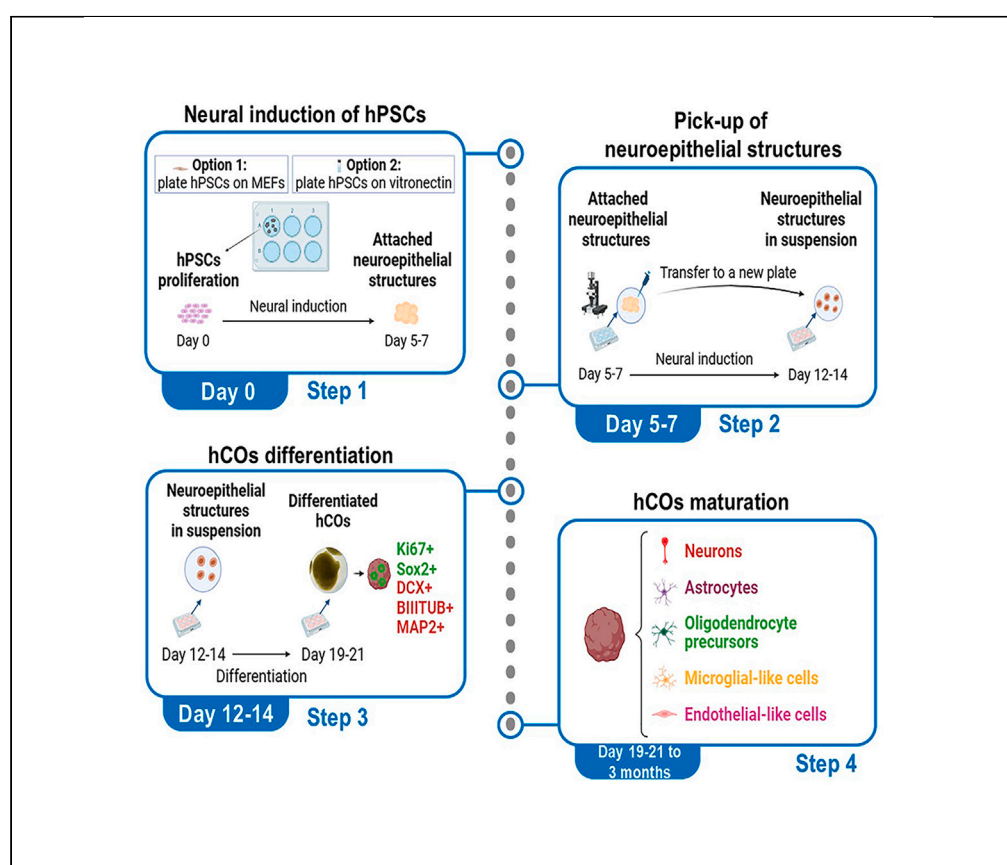 Neural induction of hPSCs
Option 1:
plate hPSCs on MEFs
Option 2:
plate hPSCs on vitronectin
1 2 3
A
B
hPSCs
proliferation
Attached
neuroepithelial
structures
Neural induction
Day 0
Day 5-7
Day 0
Step 1
Pick-up of
neuroepithelial structures
Attached
neuroepithelial
structures
Neuroepithelial
structures
in suspension
Transfer to a new plate
Neural induction
Day 5-7
Day 12-14
Day 5-7
Step 2
hCOs differentiation
Neuroepithelial
structures
in suspension
Differentiated
hCOs
Ki67+
Sox2+
DCX+
BIIITUB+
MAP2+
Day 12-14
Day 19-21
Differentiation
Day 12-14
Step 3
hCOs maturation
Neurons
Astrocytes
Oligodendrocyte
precursors
Microglial-like cells
Endothelial-like cells
Day 19-21 to
3 months
Step 4